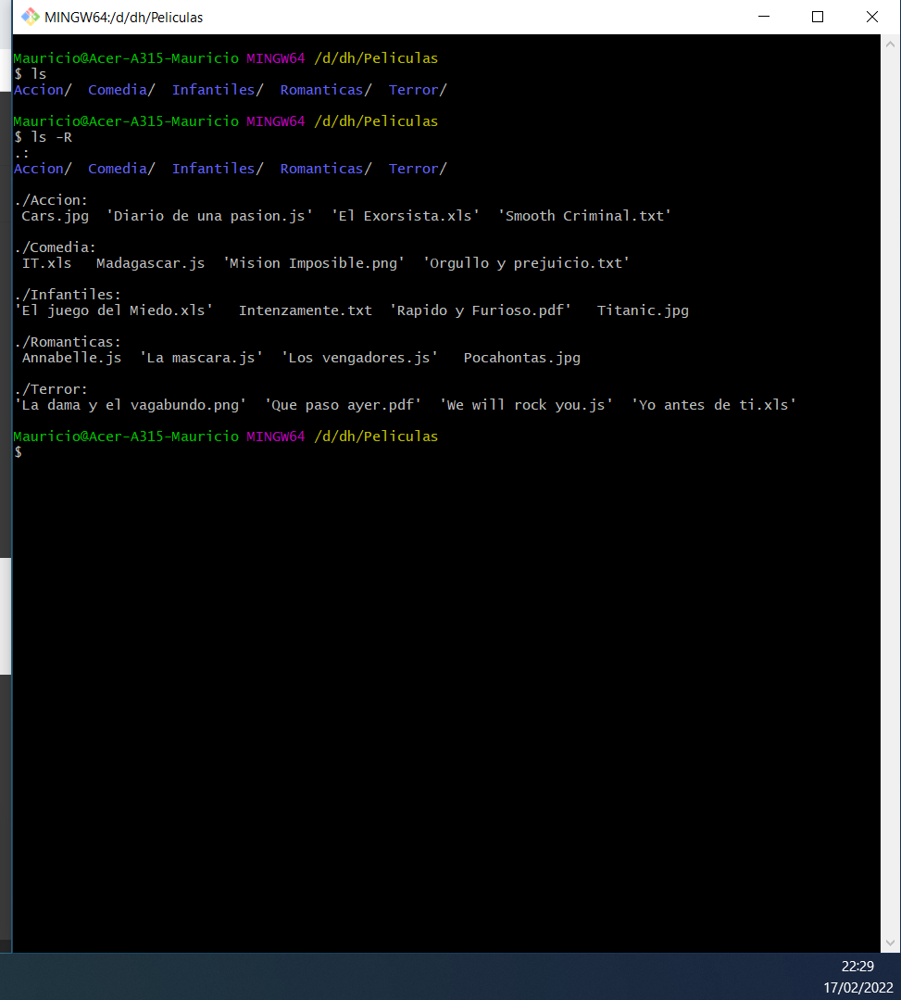 MINGW64:/d/dh/Peliculas
Mauricio@Acer-A315-Mauricio MINGW64 /d/dh/Peliculas
$ ls
Accion/  Comedia/  Infantiles/  Romanticas/  Terror/
Mauricio@Acer-A315-Mauricio MINGW64 /d/dh/Peliculas
$ ls -R
.:
Accion/  Comedia/  Infantiles/  Romanticas/  Terror/
./Accion:
Cars.jpg  'Diario de una pasion.js'  'El Exorsista.xls'  'Smooth Criminal.txt'
./Comedia:
IT.xls   Madagascar.js  'Mision Imposible.png'  'Orgullo y prejuicio.txt'
./Infantiles:
'El juego del Miedo.xls'   Intenzamente.txt  'Rapido y Furioso.pdf'   Titanic.jpg
./Romanticas:
Annabelle.js  'La mascara.js'  'Los vengadores.js'   Pocahontas.jpg
./Terror:
'La dama y el vagabundo.png'  'Que paso ayer.pdf'  'We will rock you.js'  'Yo antes de ti.xls'
Mauricio@Acer-A315-Mauricio MINGW64 /d/dh/Peliculas
$
22:29
17/02/2022